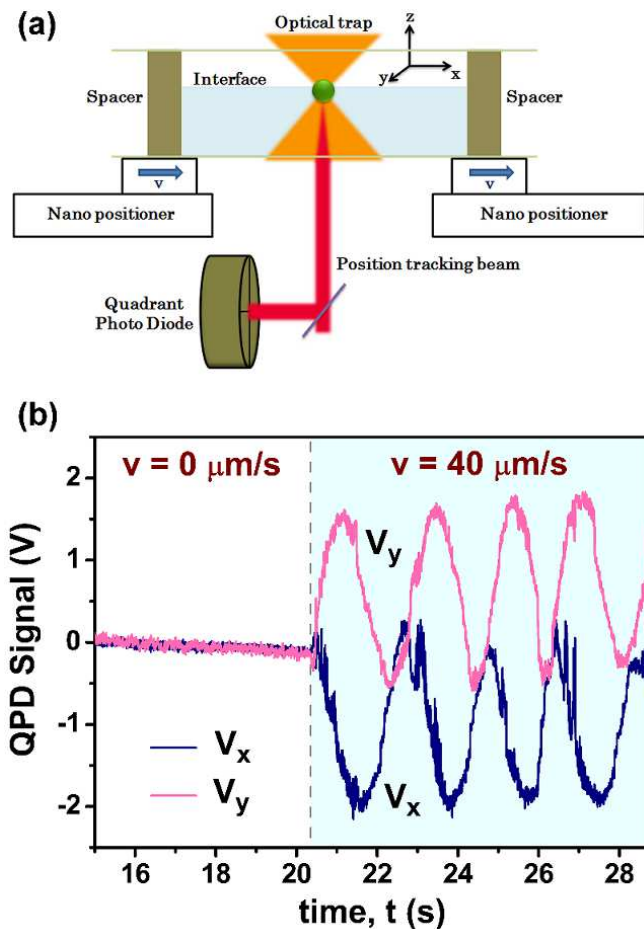 (a)
Optical trap
z
y
x
Interface
Spacer
Spacer
v
v
Nano positioner
Nano positioner
Position tracking beam
Quadrant
Photo Diode
(b)
v = 0 μm/s
v = 40 μm/s
2
1
0
-1
-2
QPD Signal (V)
Vy
Vx
Vx
Vy
15 16 18 20 22 24 26 28
time, t (s)